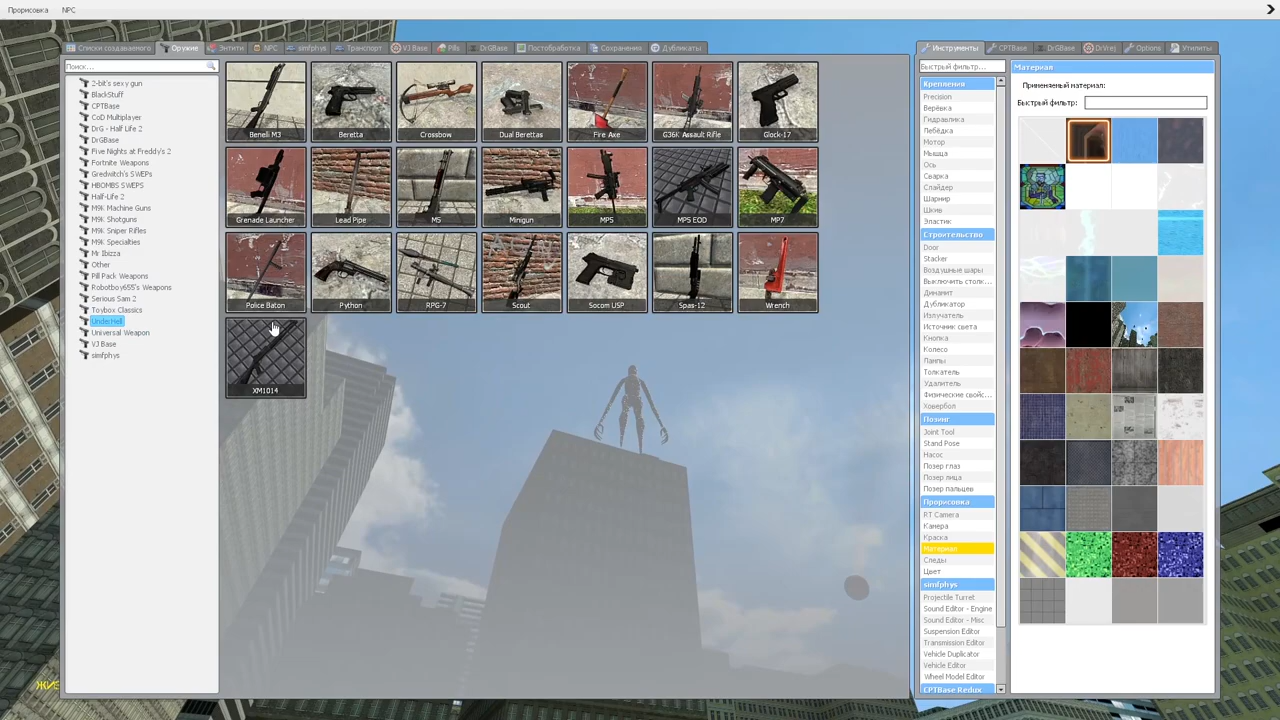 Прорисовка
NPC
Списки создаваемого
Оружие
Энтити
NPC
simfphys
Транспорт
VJ Base
Pills
DrGBase
Постобработка
Сохранения
Дубликаты
Поиск...
2-bit's sexy gun
BlackStuff
CPTBase
CoD Multiplayer
DrG - Half Life 2
DrGBase
Five Nights at Freddy's 2
Fortnite Weapons
Gredwitch's SWEPs
HBOMBS SWEPS
Half-Life 2
M9K Machine Guns
M9K Shotguns
M9K Sniper Rifles
M9K Specialties
Mr Ibizza
Other
Pill Pack Weapons
Robotboy655's Weapons
Serious Sam 2
Toybox Classics
UnderHell
Universal Weapon
VJ Base
simfphys
Benelli M3
Beretta
Crossbow
Dual Berettas
Fire Axe
G36K Assault Rifle
Glock-17
Grenade Launcher
Lead Pipe
M5
Minigun
MP5
MP5 EOD
MP7
Police Baton
Python
RPG-7
Scout
Socom USP
Spas-12
Wrench
XM1014
Инструменты
CPTBase
DrGBase
DrVrej
Options
Утилиты
Быстрый фильтр...
Крепления
Precision
Верёвка
Гидравлика
Лебёдка
Мотор
Мышца
Ось
Сварка
Слайдер
Шарнир
Шкив
Эластик
Строительство
Door
Stacker
Воздушные шары
Выключить столк...
Динамит
Дубликатор
Излучатель
Источник света
Кнопка
Колесо
Лампы
Толкатель
Удалитель
Физические свойс...
Ховербол
Позинг
Joint Tool
Stand Pose
Насос
Позер глаз
Позер лица
Позер пальцев
Прорисовка
RT Camera
Камера
Краска
Материал
Следы
Цвет
simfphys
Projectile Turret
Sound Editor - Engine
Sound Editor - Misc
Suspension Editor
Transmission Editor
Vehicle Duplicator
Vehicle Editor
Wheel Model Editor
CPTBase Redux
Материал
Применяемый материал:
Быстрый фильтр: